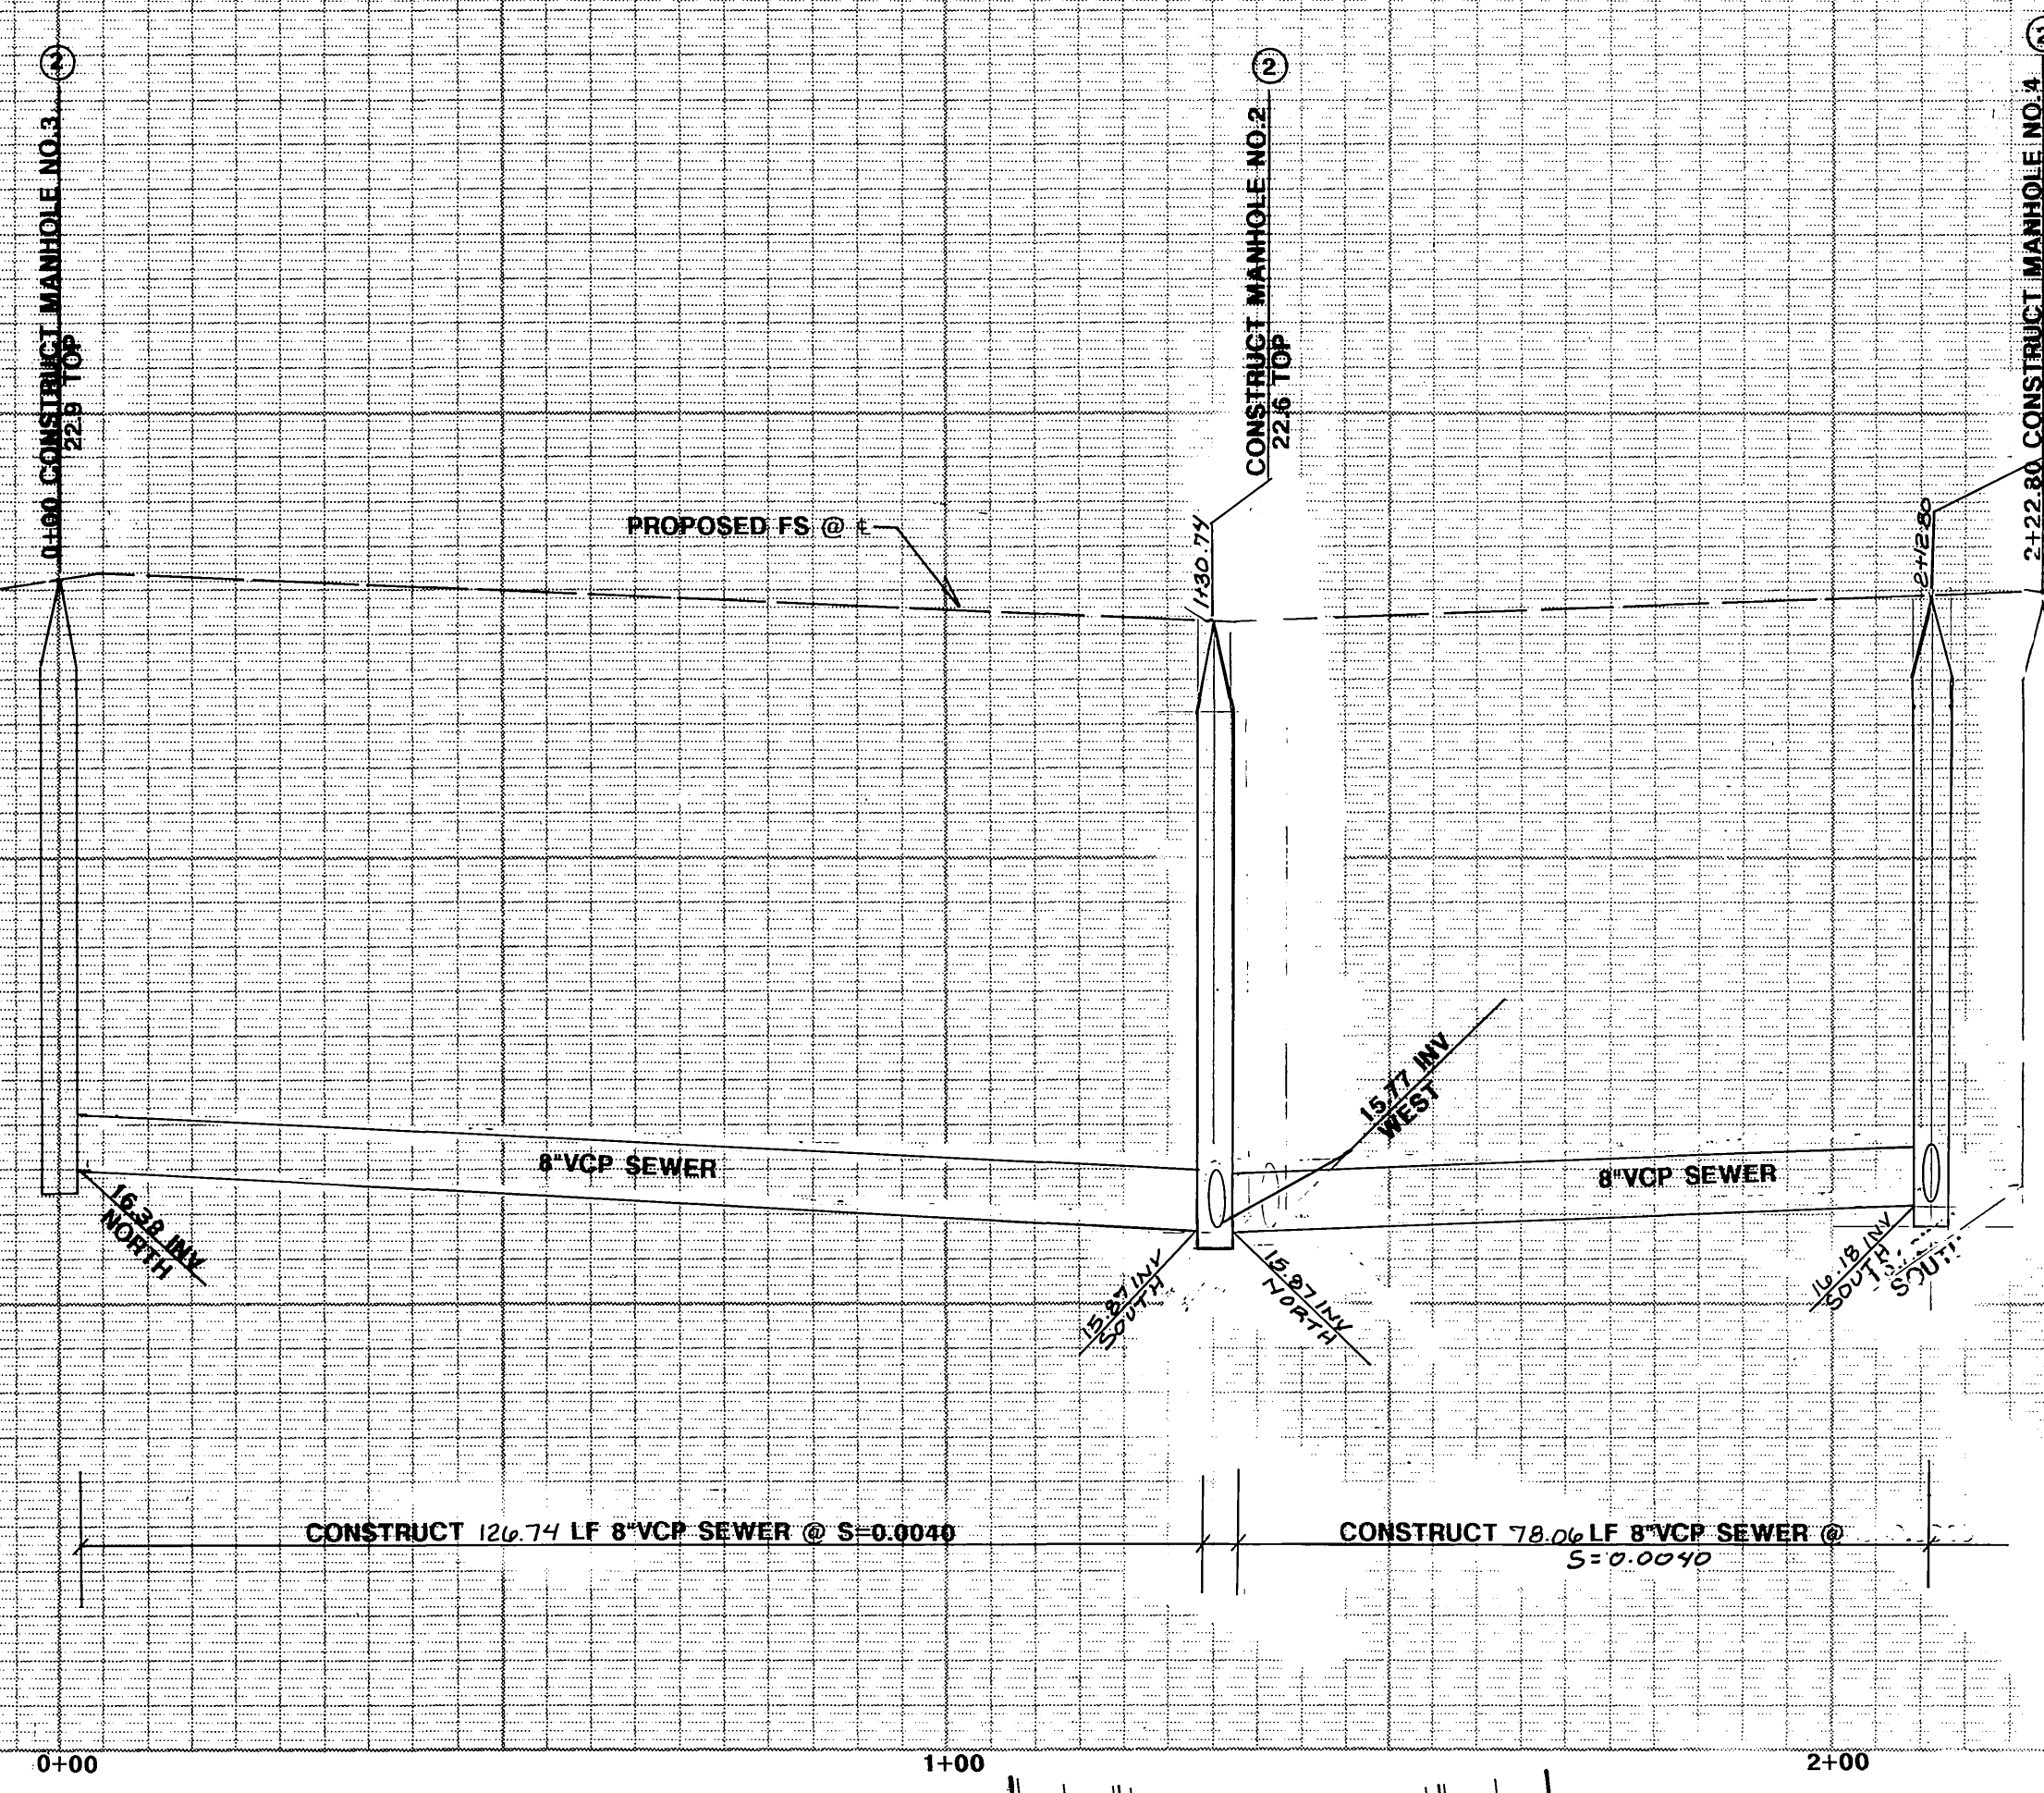 2
0+00 CONSTRUCT MANHOLE NO.3
22.9 TOP
2
CONSTRUCT MANHOLE NO.2
22.6 TOP
1+30.74
2+22.80 CONSTRUCT MANHOLE NO.4
2+12.80
PROPOSED FS @ ℄
8"VCP SEWER
16.38 INV
NORTH
15.77 INV
WEST
8"VCP SEWER
15.87 INV
SOUTH
15.87 INV
NORTH
16.18 INV
SOUTH
SOUTH
CONSTRUCT 126.74 LF 8"VCP SEWER @ S=0.0040
CONSTRUCT 78.06 LF 8"VCP SEWER @
S=0.0040
0+00
1+00
2+00